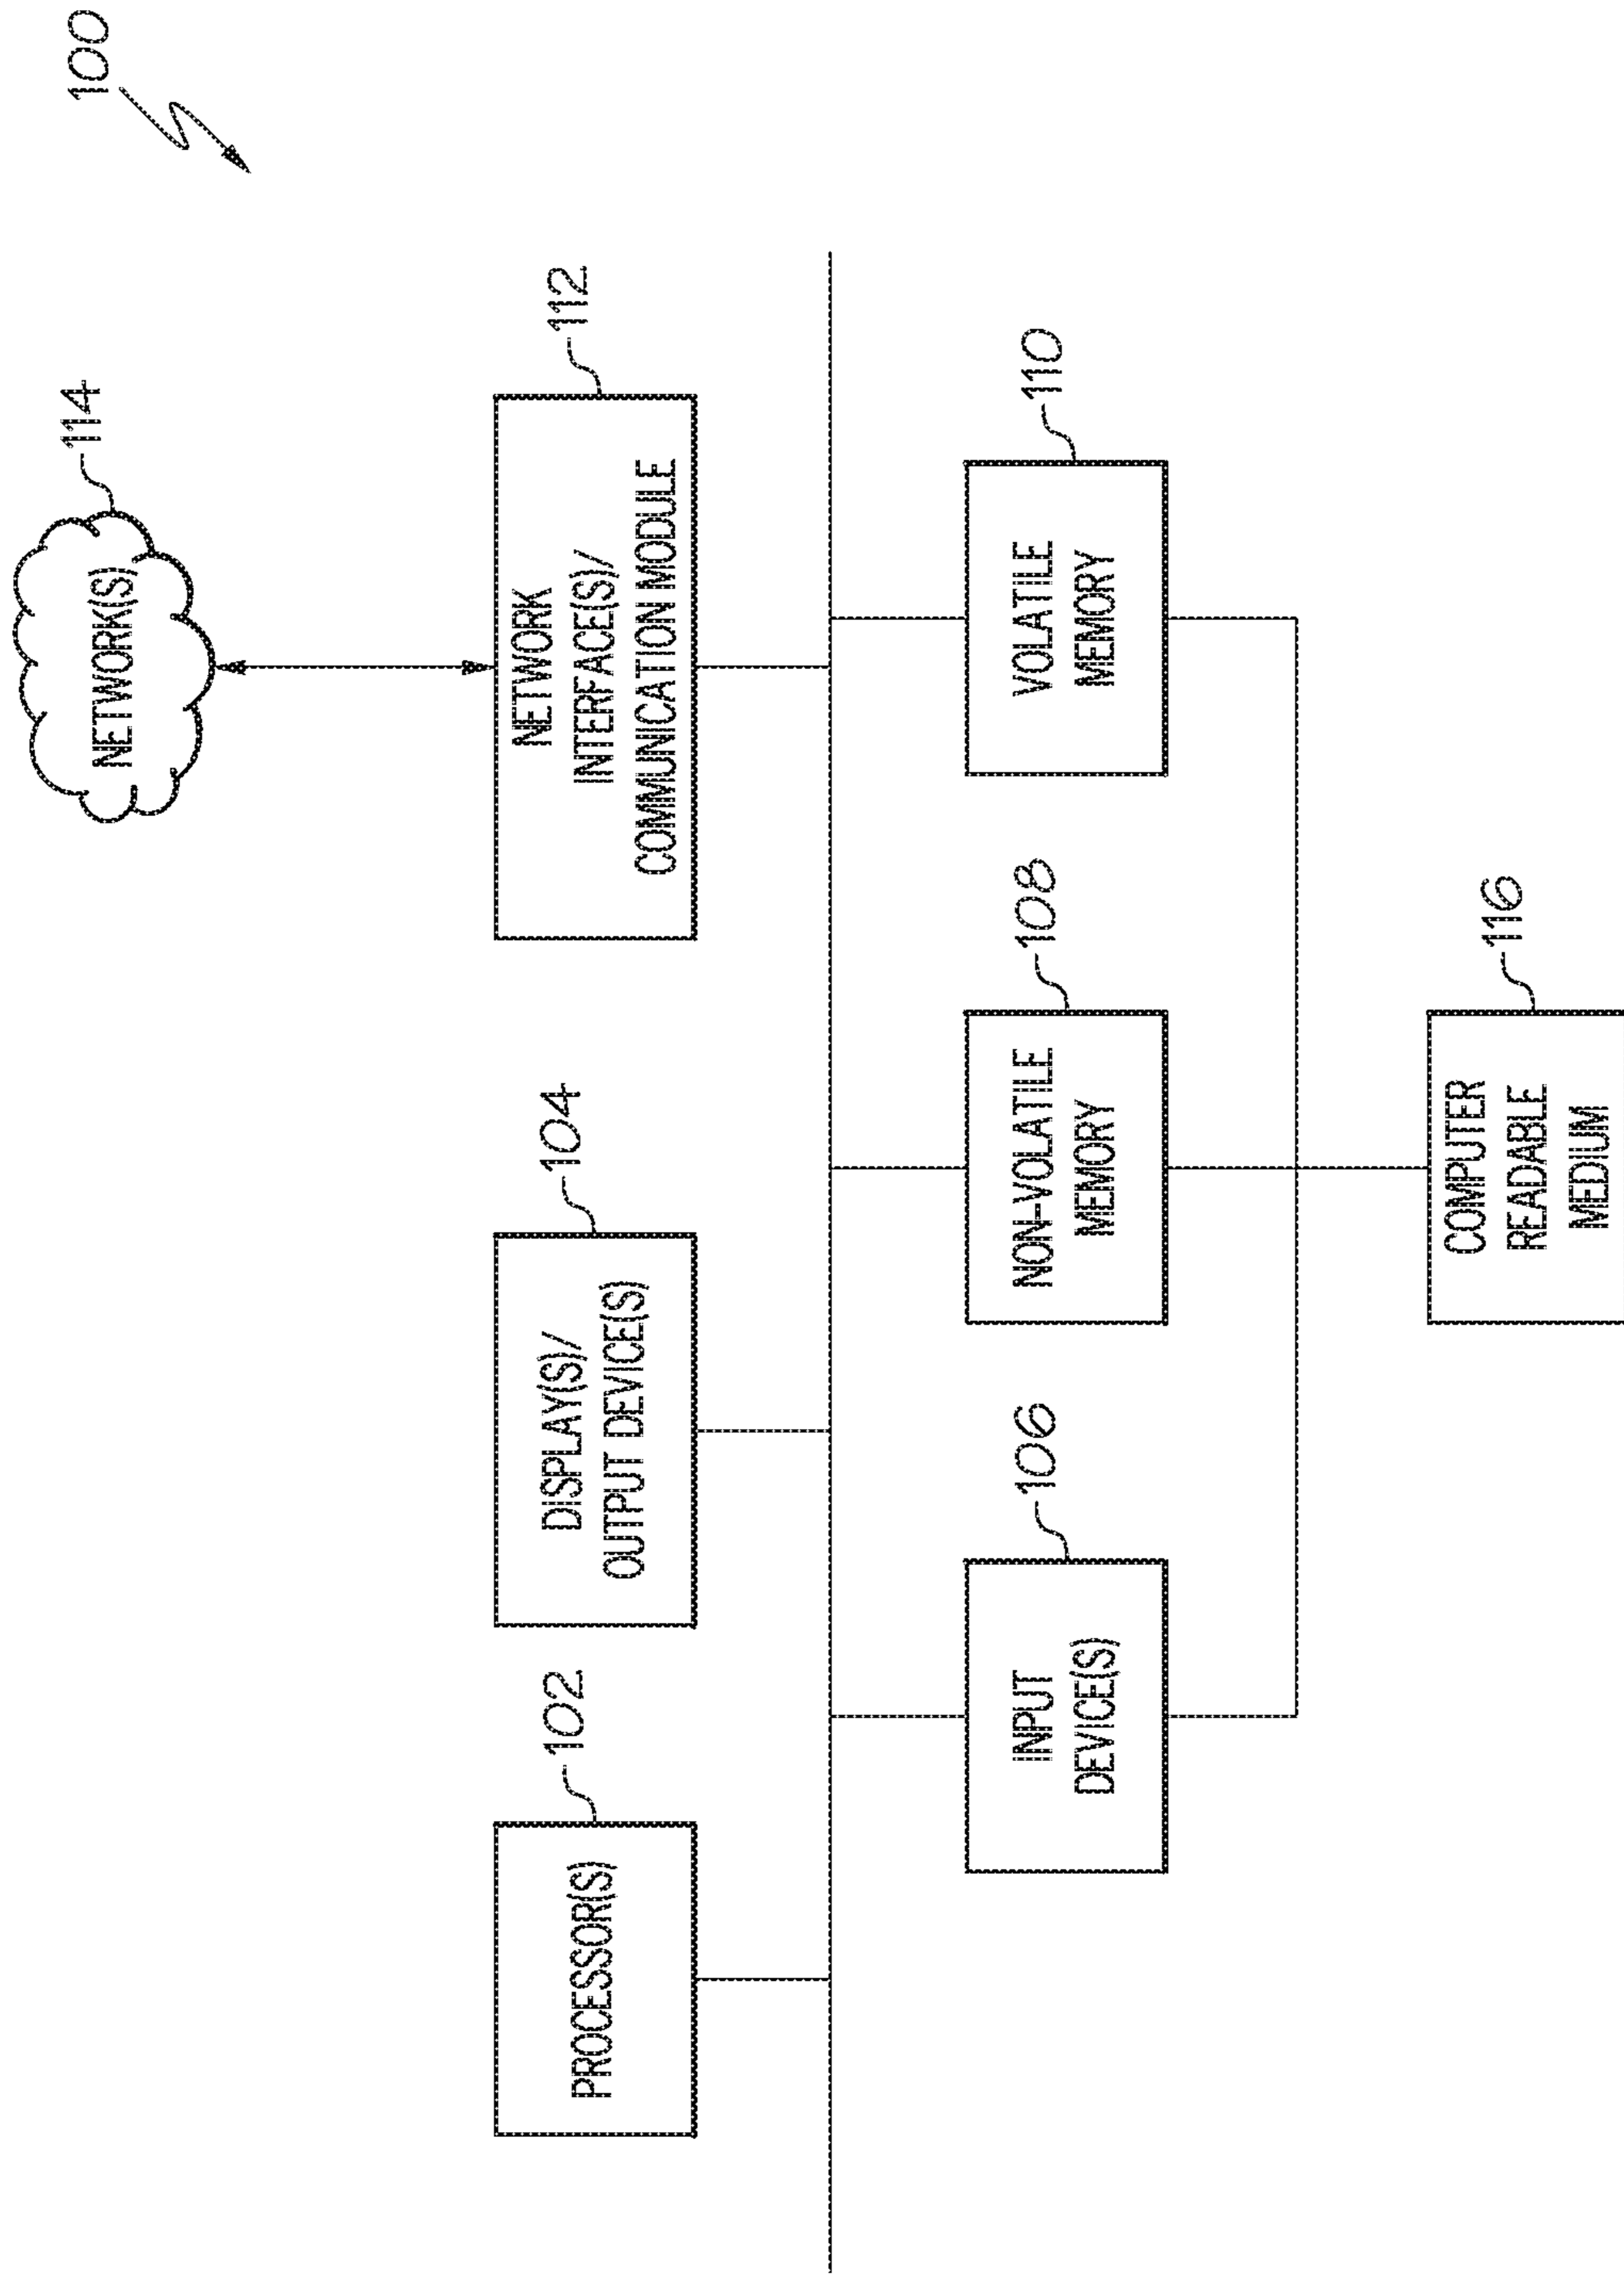 100
114
NETWORK(S)
112
NETWORK
INTERFACE(S)/
COMMUNICATION MODULE
104
DISPLAY(S)/
OUTPUT DEVICE(S)
102
PROCESSOR(S)
106
INPUT
DEVICE(S)
108
NON-VOLATILE
MEMORY
110
VOLATILE
MEMORY
116
COMPUTER
READABLE
MEDIUM